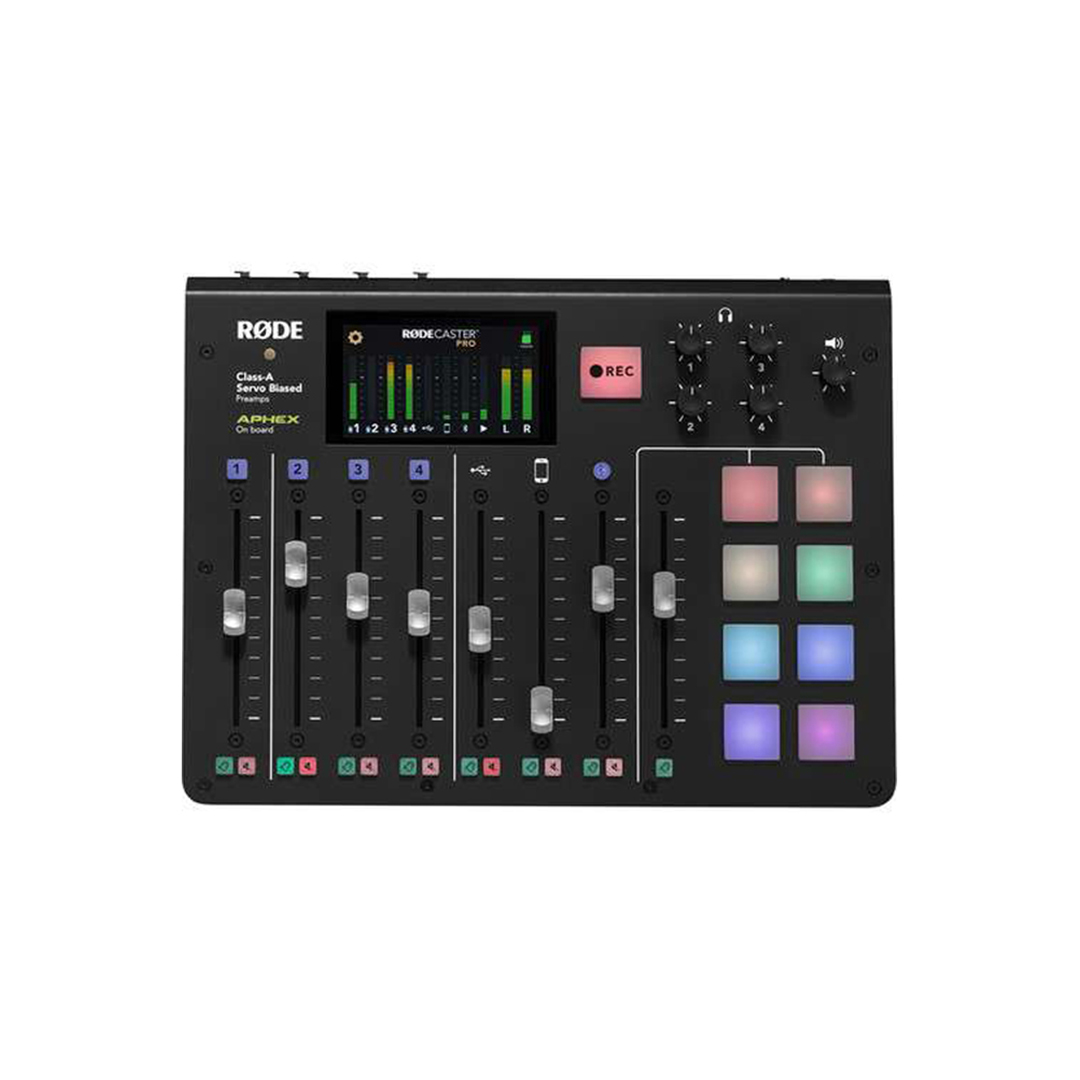 RØDE
Class-A
Servo Biased
Preamps
APHEX
On board
RØDECASTER™
PRO
1 2 3 4 L R
REC
1 3
2 4
1 2 3 4